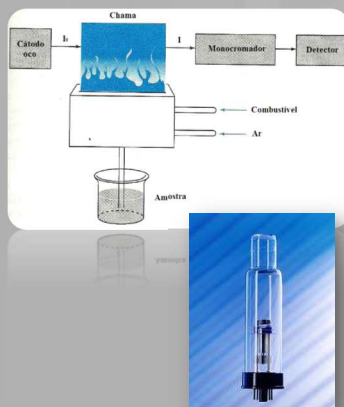 Chama
Cátodo
oco
I₀
I
Monocromador
Detector
Combustível
Ar
Amostra